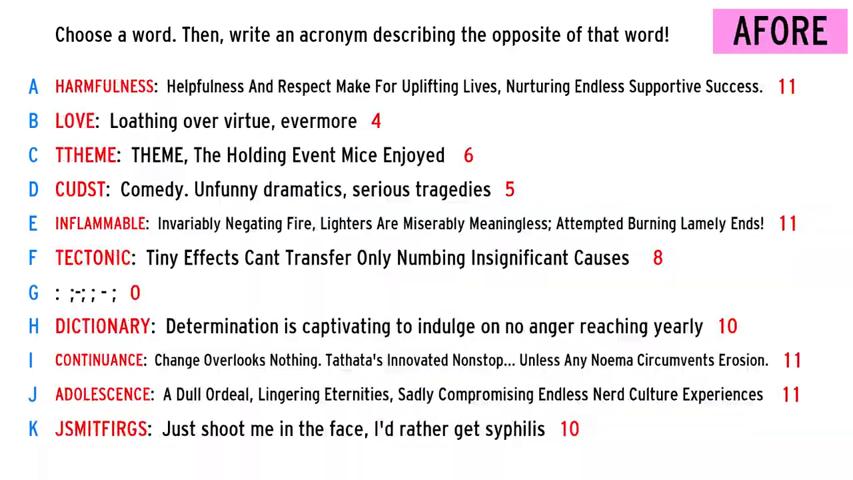 Choose a word. Then, write an acronym describing the opposite of that word!
AFORE
A HARMFULNESS: Helpfulness And Respect Make For Uplifting Lives, Nurturing Endless Supportive Success. 11
B LOVE: Loathing over virtue, evermore 4
C TTHEME: THEME, The Holding Event Mice Enjoyed 6
D CUDST: Comedy. Unfunny dramatics, serious tragedies 5
E INFLAMMABLE: Invariably Negating Fire, Lighters Are Miserably Meaningless; Attempted Burning Lamely Ends! 11
F TECTONIC: Tiny Effects Cant Transfer Only Numbing Insignificant Causes 8
G : ;-; ; - ; 0
H DICTIONARY: Determination is captivating to indulge on no anger reaching yearly 10
I CONTINUANCE: Change Overlooks Nothing. Tathata's Innovated Nonstop... Unless Any Noema Circumvents Erosion. 11
J ADOLESCENCE: A Dull Ordeal, Lingering Eternities, Sadly Compromising Endless Nerd Culture Experiences 11
K JSMITFIRGS: Just shoot me in the face, I'd rather get syphilis 10